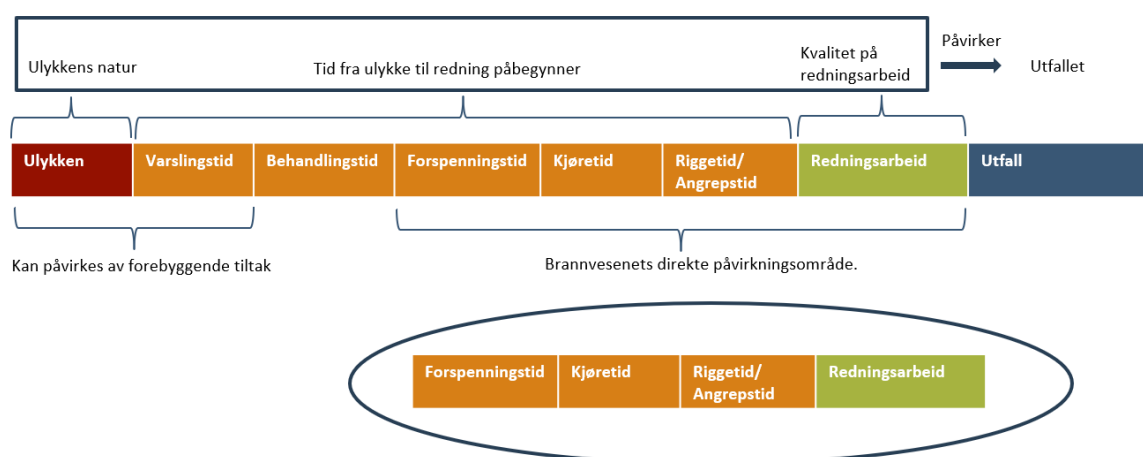 Ulykkens natur
Tid fra ulykke til redning påbegynner
Kvalitet på
redningsarbeid
Påvirker
Utfallet
Ulykken
Varslingstid
Behandlingstid
Forspenningstid
Kjøretid
Riggetid/
Angrepstid
Redningsarbeid
Utfall
Kan påvirkes av forebyggende tiltak
Brannvesenets direkte påvirkningsområde.
Forspenningstid
Kjøretid
Riggetid/
Angrepstid
Redningsarbeid